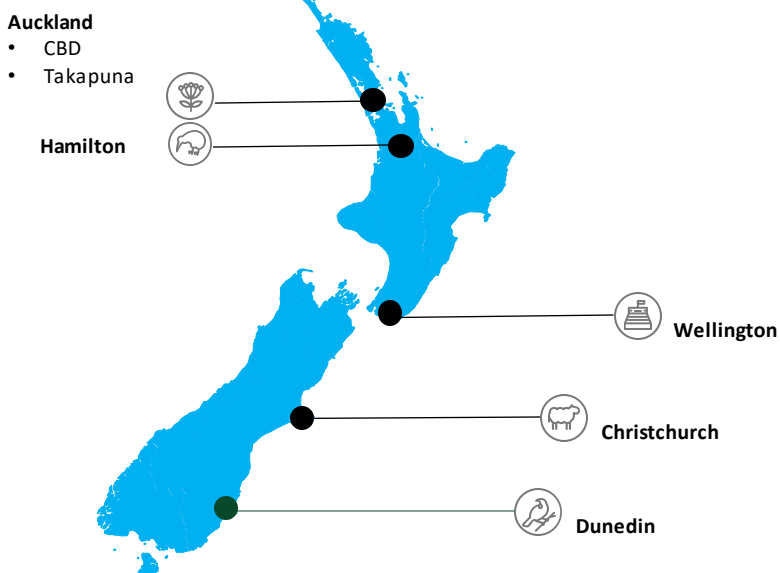 Auckland
• CBD
• Takapuna
Hamilton
Wellington
Christchurch
Dunedin